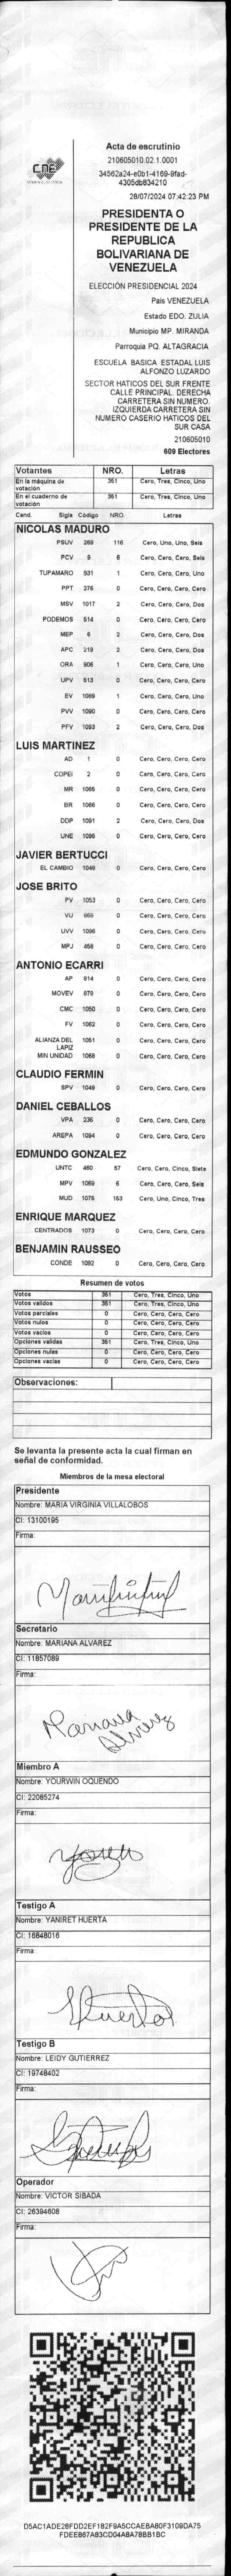 CNE
Acta de escrutinio
210605010.02.1.0001
34562a24-e0b1-4169-9fad-
4305db834210
28/07/2024 07:42:23 PM
PRESIDENTA O
PRESIDENTE DE LA
REPUBLICA
BOLIVARIANA DE
VENEZUELA
ELECCIÓN PRESIDENCIAL 2024
País VENEZUELA
Estado EDO. ZULIA
Municipio MP. MIRANDA
Parroquia PQ. ALTAGRACIA
ESCUELA BASICA ESTADAL LUIS
ALFONZO LUZARDO
SECTOR HATICOS DEL SUR FRENTE
CALLE PRINCIPAL. DERECHA
CARRETERA SIN NUMERO.
IZQUIERDA CARRETERA SIN
NUMERO CASERIO HATICOS DEL
SUR CASA
210605010
609 Electores
Votantes NRO. Letras
En la máquina de votación 351 Cero, Tres, Cinco, Uno
En el cuaderno de votación 351 Cero, Tres, Cinco, Uno
Cand. Sigla Código NRO. Letras
NICOLAS MADURO
PSUV 268 116 Cero, Uno, Uno, Seis
PCV 9 6 Cero, Cero, Cero, Seis
TUPAMARO 931 1 Cero, Cero, Cero, Uno
PPT 276 0 Cero, Cero, Cero, Cero
MSV 1017 2 Cero, Cero, Cero, Dos
PODEMOS 514 0 Cero, Cero, Cero, Cero
MEP 6 2 Cero, Cero, Cero, Dos
APC 219 2 Cero, Cero, Cero, Dos
ORA 906 1 Cero, Cero, Cero, Uno
UPV 513 0 Cero, Cero, Cero, Cero
EV 1089 1 Cero, Cero, Cero, Uno
PVV 1090 0 Cero, Cero, Cero, Cero
PFV 1093 2 Cero, Cero, Cero, Dos
LUIS MARTINEZ
AD 1 0 Cero, Cero, Cero, Cero
COPEI 2 0 Cero, Cero, Cero, Cero
MR 1065 0 Cero, Cero, Cero, Cero
BR 1066 0 Cero, Cero, Cero, Cero
DDP 1091 2 Cero, Cero, Cero, Dos
UNE 1095 0 Cero, Cero, Cero, Cero
JAVIER BERTUCCI
EL CAMBIO 1046 0 Cero, Cero, Cero, Cero
JOSE BRITO
PV 1053 0 Cero, Cero, Cero, Cero
VU 868 0 Cero, Cero, Cero, Cero
UVV 1096 0 Cero, Cero, Cero, Cero
MPJ 458 0 Cero, Cero, Cero, Cero
ANTONIO ECARRI
AP 814 0 Cero, Cero, Cero, Cero
MOVEV 979 0 Cero, Cero, Cero, Cero
CMC 1050 0 Cero, Cero, Cero, Cero
FV 1062 0 Cero, Cero, Cero, Cero
ALIANZA DEL LAPIZ 1051 0 Cero, Cero, Cero, Cero
MIN UNIDAD 1068 0 Cero, Cero, Cero, Cero
CLAUDIO FERMIN
SPV 1049 0 Cero, Cero, Cero, Cero
DANIEL CEBALLOS
VPA 236 0 Cero, Cero, Cero, Cero
AREPA 1094 0 Cero, Cero, Cero, Cero
EDMUNDO GONZALEZ
UNTC 460 57 Cero, Cero, Cinco, Siete
MPV 1069 6 Cero, Cero, Cero, Seis
MUD 1075 153 Cero, Uno, Cinco, Tres
ENRIQUE MARQUEZ
CENTRADOS 1073 0 Cero, Cero, Cero, Cero
BENJAMIN RAUSSEO
CONDE 1092 0 Cero, Cero, Cero, Cero
Resumen de votos
Votos 351 Cero, Tres, Cinco, Uno
Votos validos 351 Cero, Tres, Cinco, Uno
Votos parciales 0 Cero, Cero, Cero, Cero
Votos nulos 0 Cero, Cero, Cero, Cero
Votos vacios 0 Cero, Cero, Cero, Cero
Opciones validas 351 Cero, Tres, Cinco, Uno
Opciones nulas 0 Cero, Cero, Cero, Cero
Opciones vacias 0 Cero, Cero, Cero, Cero
Observaciones:
Se levanta la presente acta la cual firman en
señal de conformidad.
Miembros de la mesa electoral
Presidente
Nombre: MARIA VIRGINIA VILLALOBOS
CI: 13100195
Firma:
Secretario
Nombre: MARIANA ALVAREZ
CI: 11857089
Firma:
Mariana
Alvarez
Miembro A
Nombre: YOURWIN OQUENDO
CI: 22085274
Firma:
Testigo A
Nombre: YANIRET HUERTA
CI: 16848016
Firma:
Huerta
Testigo B
Nombre: LEIDY GUTIERREZ
CI: 19748402
Firma:
Operador
Nombre: VICTOR SIBADA
CI: 26394608
Firma:
D5AC1ADE28FDD2EF182F9A5CCAEBA80F3109DA75
FDEE867A83CD04A8A78BB1BC